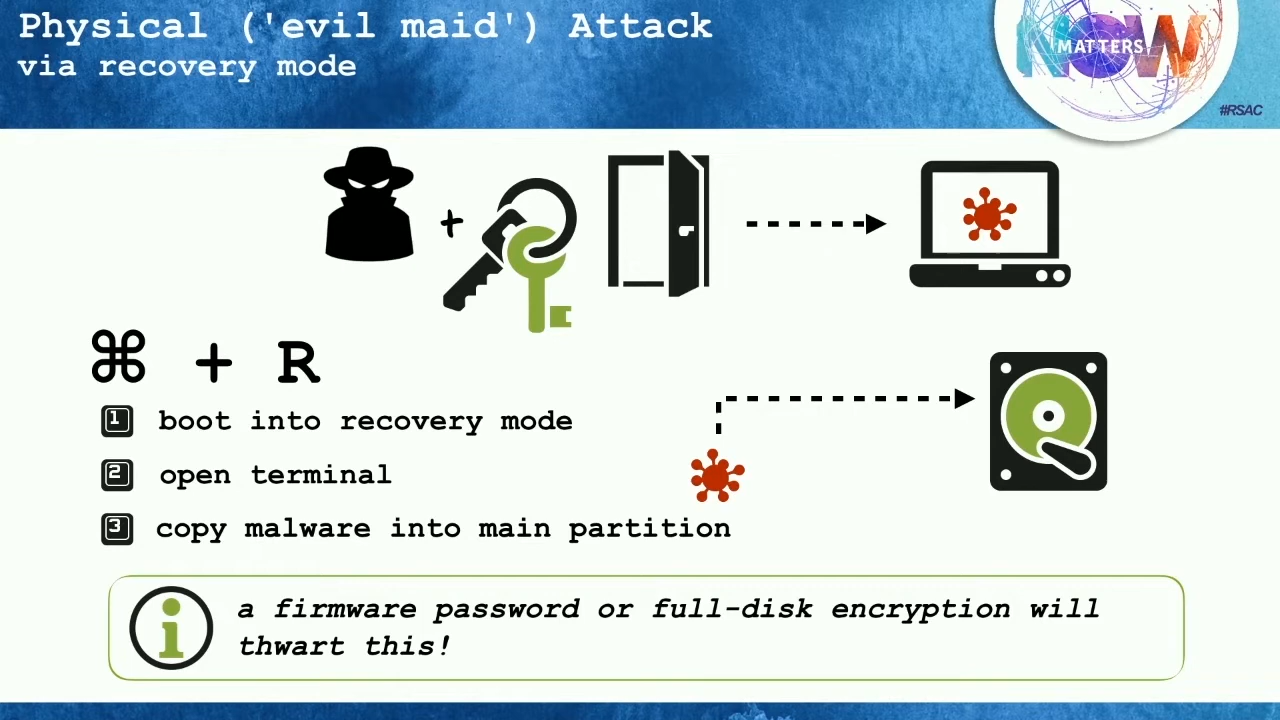 Physical ('evil maid') Attack
via recovery mode
NOW
MATTERS
#RSAC
+
⌘ + R
1 boot into recovery mode
2 open terminal
3 copy malware into main partition
i
a firmware password or full-disk encryption will
thwart this!